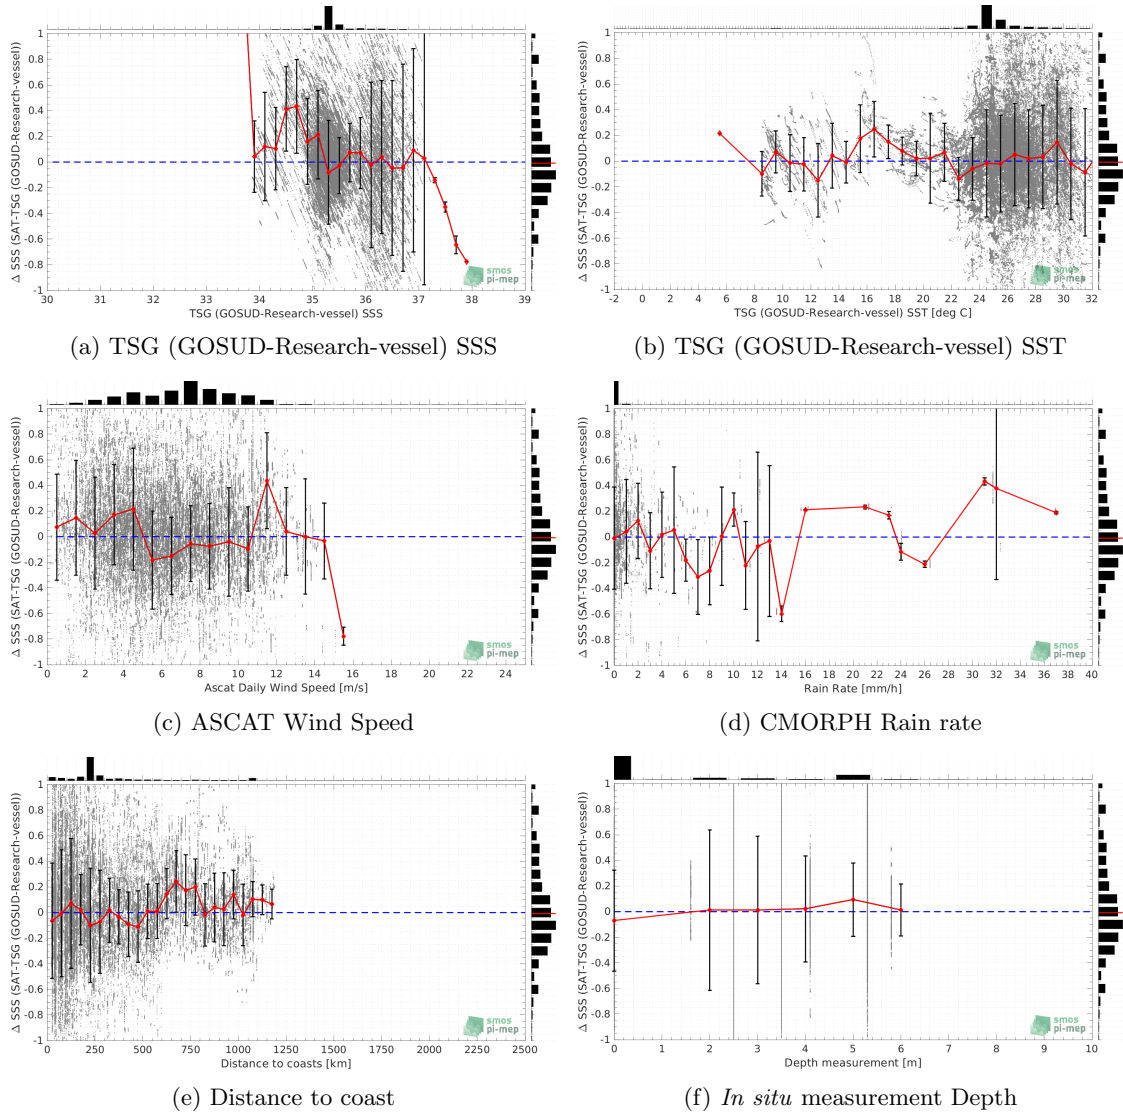 Δ SSS (SAT-TSG (GOSUD-Research-vessel))
1
0.8
0.6
0.4
0.2
0
-0.2
-0.4
-0.6
-0.8
-1
30 31 32 33 34 35 36 37 38 39
TSG (GOSUD-Research-vessel) SSS
smos
pi-mep
(a) TSG (GOSUD-Research-vessel) SSS
Δ SSS (SAT-TSG (GOSUD-Research-vessel))
1
0.8
0.6
0.4
0.2
0
-0.2
-0.4
-0.6
-0.8
-1
-2 0 2 4 6 8 10 12 14 16 18 20 22 24 26 28 30 32
TSG (GOSUD-Research-vessel) SST [deg C]
smos
pi-mep
(b) TSG (GOSUD-Research-vessel) SST
Δ SSS (SAT-TSG (GOSUD-Research-vessel))
1
0.8
0.6
0.4
0.2
0
-0.2
-0.4
-0.6
-0.8
-1
0 2 4 6 8 10 12 14 16 18 20 22 24
Ascat Daily Wind Speed [m/s]
smos
pi-mep
(c) ASCAT Wind Speed
Δ SSS (SAT-TSG (GOSUD-Research-vessel))
1
0.8
0.6
0.4
0.2
0
-0.2
-0.4
-0.6
-0.8
-1
0 2 4 6 8 10 12 14 16 18 20 22 24 26 28 30 32 34 36 38 40
Rain Rate [mm/h]
smos
pi-mep
(d) CMORPH Rain rate
Δ SSS (SAT-TSG (GOSUD-Research-vessel))
1
0.8
0.6
0.4
0.2
0
-0.2
-0.4
-0.6
-0.8
-1
0 250 500 750 1000 1250 1500 1750 2000 2250 2500
Distance to coasts [km]
smos
pi-mep
(e) Distance to coast
Δ SSS (SAT-TSG (GOSUD-Research-vessel))
1
0.8
0.6
0.4
0.2
0
-0.2
-0.4
-0.6
-0.8
-1
0 1 2 3 4 5 6 7 8 9 10
Depth measurement [m]
smos
pi-mep
(f) In situ measurement Depth